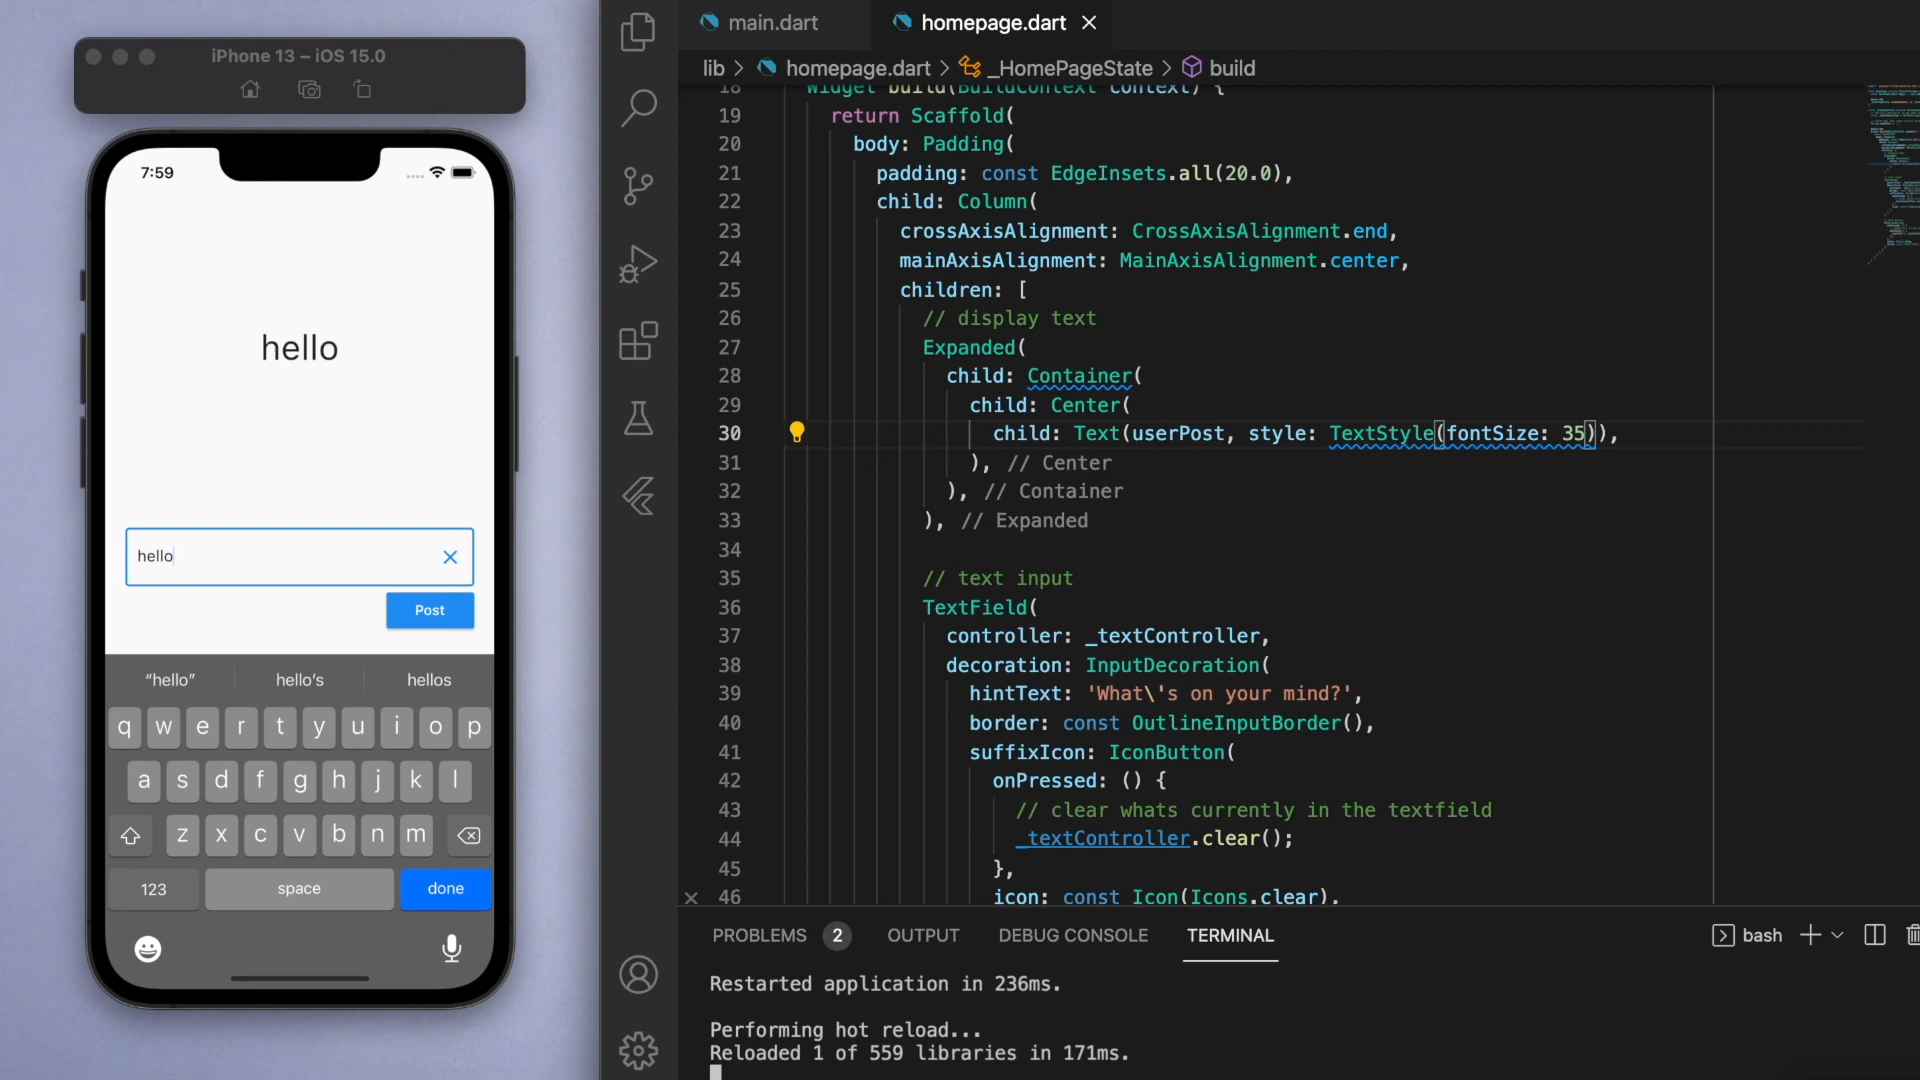 iPhone 13 – iOS 15.0
7:59
hello
hello
Post
“hello” hello’s hellos
q w e r t y u i o p
a s d f g h j k l
z x c v b n m
123 space done
main.dart homepage.dart
lib > homepage.dart > _HomePageState > build
18 Widget build(BuildContext context) {
19 return Scaffold(
20 body: Padding(
21 padding: const EdgeInsets.all(20.0),
22 child: Column(
23 crossAxisAlignment: CrossAxisAlignment.end,
24 mainAxisAlignment: MainAxisAlignment.center,
25 children: [
26 // display text
27 Expanded(
28 child: Container(
29 child: Center(
30 child: Text(userPost, style: TextStyle(fontSize: 35)),
31 ), // Center
32 ), // Container
33 ), // Expanded
34
35 // text input
36 TextField(
37 controller: _textController,
38 decoration: InputDecoration(
39 hintText: 'What\'s on your mind?',
40 border: const OutlineInputBorder(),
41 suffixIcon: IconButton(
42 onPressed: () {
43 // clear whats currently in the textfield
44 _textController.clear();
45 },
46 icon: const Icon(Icons.clear),
PROBLEMS 2 OUTPUT DEBUG CONSOLE TERMINAL bash
Restarted application in 236ms.
Performing hot reload...
Reloaded 1 of 559 libraries in 171ms.